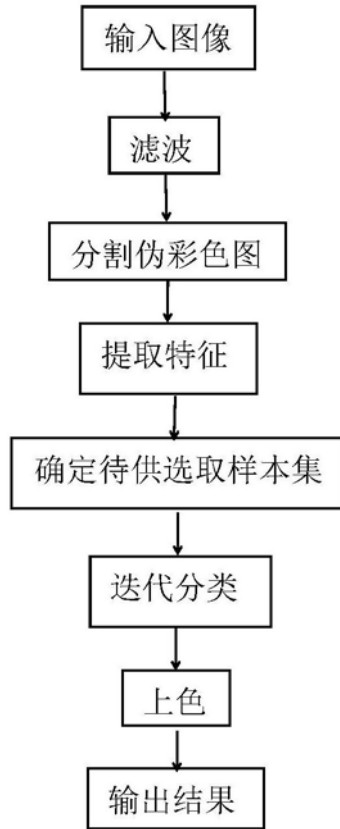 输入图像
滤波
分割伪彩色图
提取特征
确定待供选取样本集
迭代分类
上色
输出结果